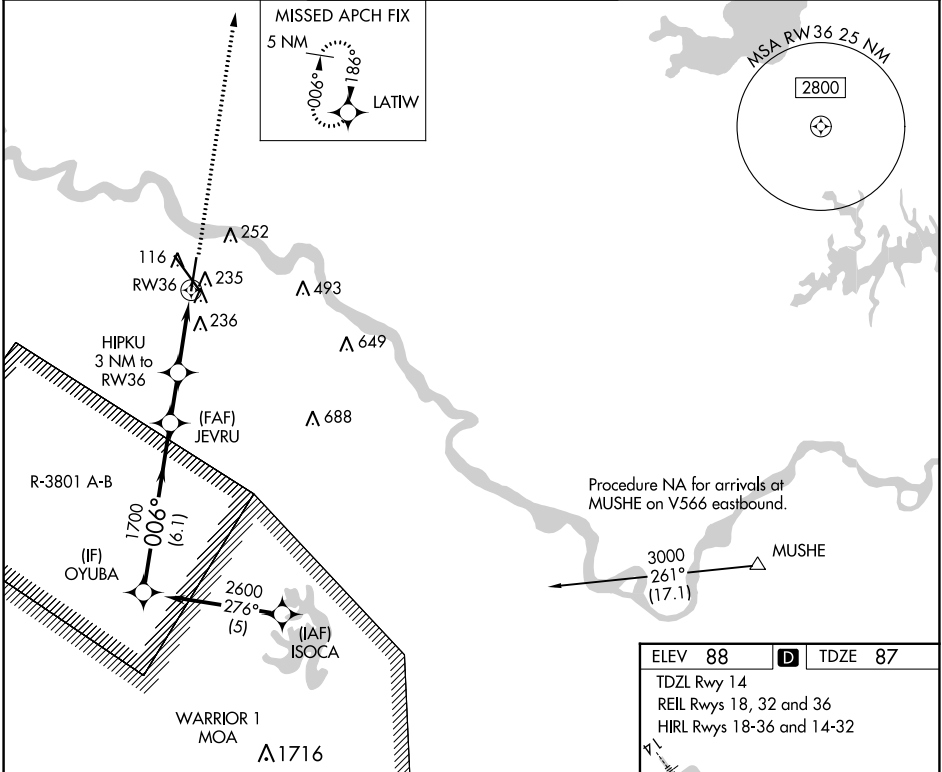 MISSED APCH FIX
5 NM
006°
186°
LATIW
MSA RW36 25 NM
2800
252
116
RW36
235
493
236
649
HIPKU
3 NM to
RW36
688
(FAF)
JEVRU
R-3801 A-B
1700
006°
(6.1)
(IF)
OYUBA
2600
276°
(5)
(IAF)
ISOCA
Procedure NA for arrivals at
MUSHE on V566 eastbound.
3000
261°
(17.1)
MUSHE
WARRIOR 1
MOA
1716
ELEV 88 D TDZE 87
TDZL Rwy 14
REIL Rwys 18, 32 and 36
HIRL Rwys 18-36 and 14-32
14